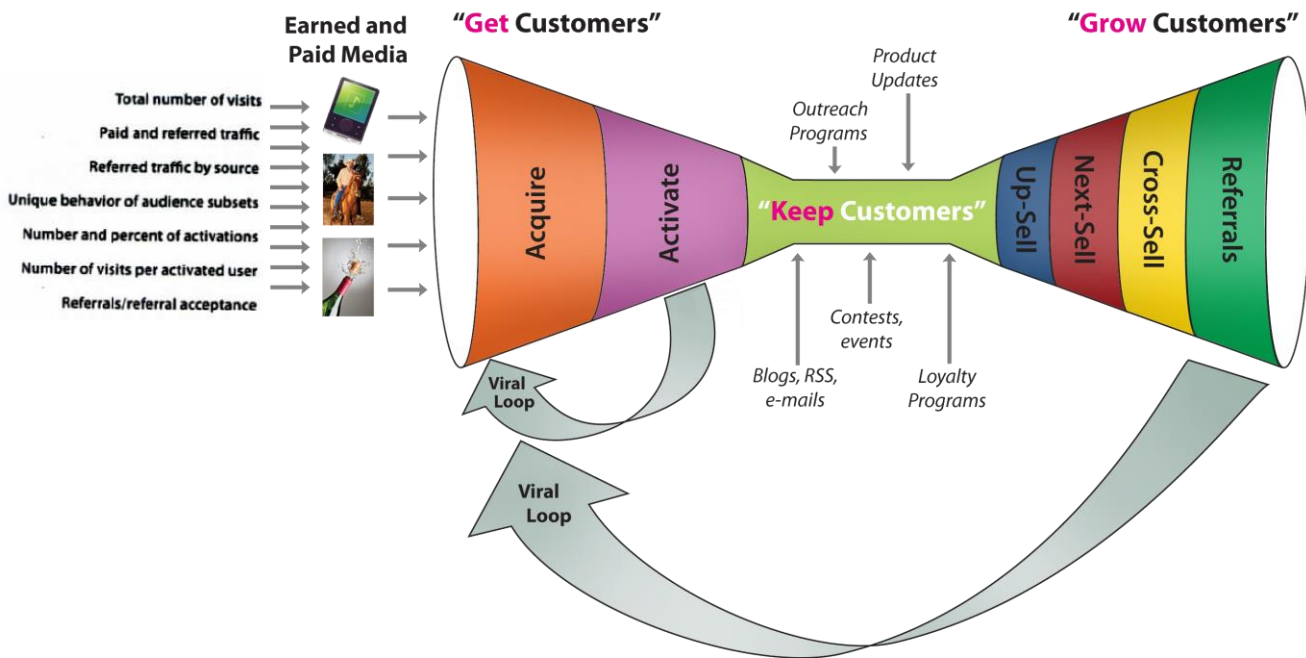 Earned and
Paid Media
Total number of visits
Paid and referred traffic
Referred traffic by source
Unique behavior of audience subsets
Number and percent of activations
Number of visits per activated user
Referrals/referral acceptance
"Get Customers"
Acquire
Activate
Viral
Loop
Product
Updates
Outreach
Programs
"Keep Customers"
Blogs, RSS,
e-mails
Contests,
events
Loyalty
Programs
"Grow Customers"
Up-Sell
Next-Sell
Cross-Sell
Referrals
Viral
Loop